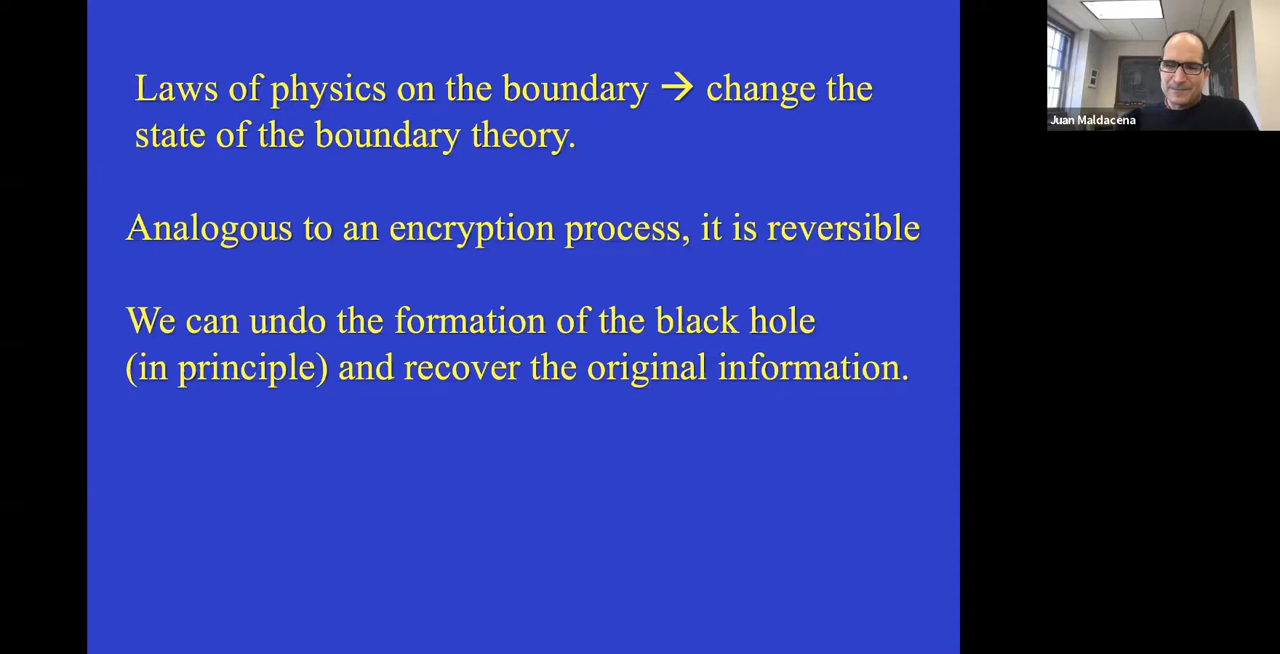 Laws of physics on the boundary → change the
state of the boundary theory.
Analogous to an encryption process, it is reversible
We can undo the formation of the black hole
(in principle) and recover the original information.
Juan Maldacena